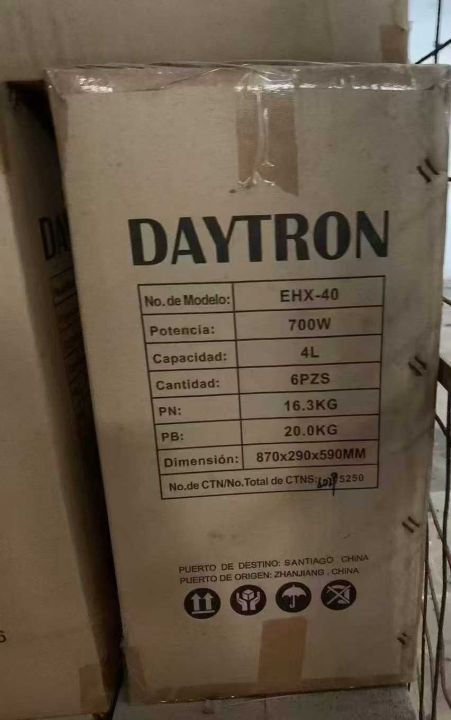 DAYTRON
No. de Modelo: EHX-40
Potencia: 700W
Capacidad: 4L
Cantidad: 6PZS
PN: 16.3KG
PB: 20.0KG
Dimensión: 870x290x590MM
No. de CTN/No. Total de CTNS: 5250
PUERTO DE DESTINO: SANTIAGO . CHINA
PUERTO DE ORIGEN: ZHANJIANG . CHINA
DA
6